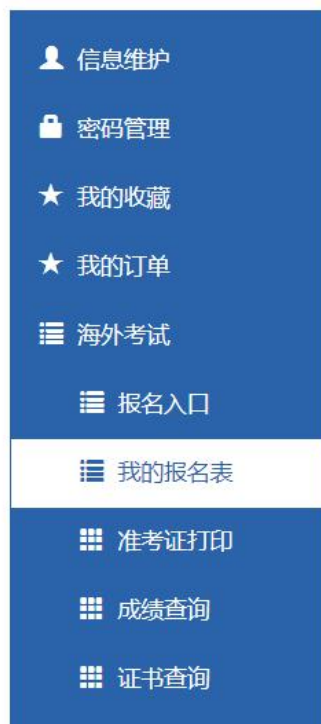 信息维护
密码管理
我的收藏
我的订单
海外考试
报名入口
我的报名表
准考证打印
成绩查询
证书查询